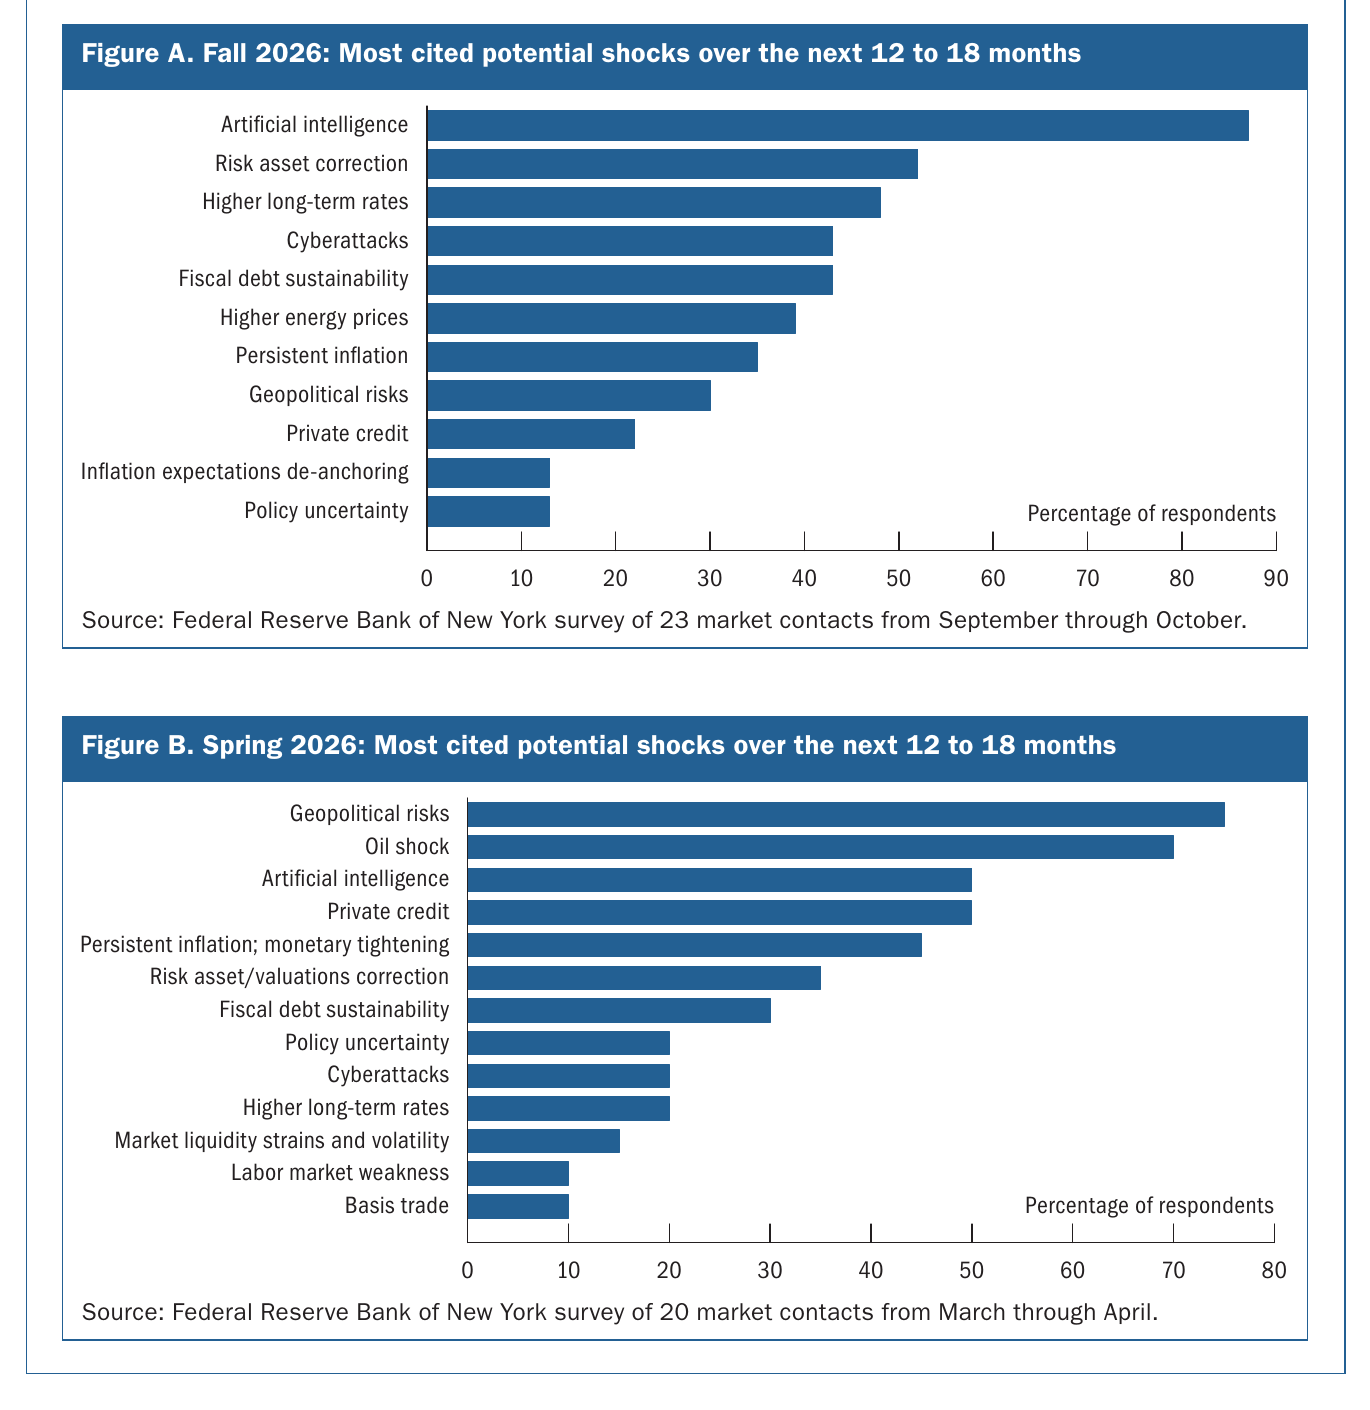 Figure A. Fall 2026: Most cited potential shocks over the next 12 to 18 months
Artificial intelligence
Risk asset correction
Higher long-term rates
Cyberattacks
Fiscal debt sustainability
Higher energy prices
Persistent inflation
Geopolitical risks
Private credit
Inflation expectations de-anchoring
Policy uncertainty
Percentage of respondents
0 10 20 30 40 50 60 70 80 90
Source: Federal Reserve Bank of New York survey of 23 market contacts from September through October.
Figure B. Spring 2026: Most cited potential shocks over the next 12 to 18 months
Geopolitical risks
Oil shock
Artificial intelligence
Private credit
Persistent inflation; monetary tightening
Risk asset/valuations correction
Fiscal debt sustainability
Policy uncertainty
Cyberattacks
Higher long-term rates
Market liquidity strains and volatility
Labor market weakness
Basis trade
Percentage of respondents
0 10 20 30 40 50 60 70 80
Source: Federal Reserve Bank of New York survey of 20 market contacts from March through April.